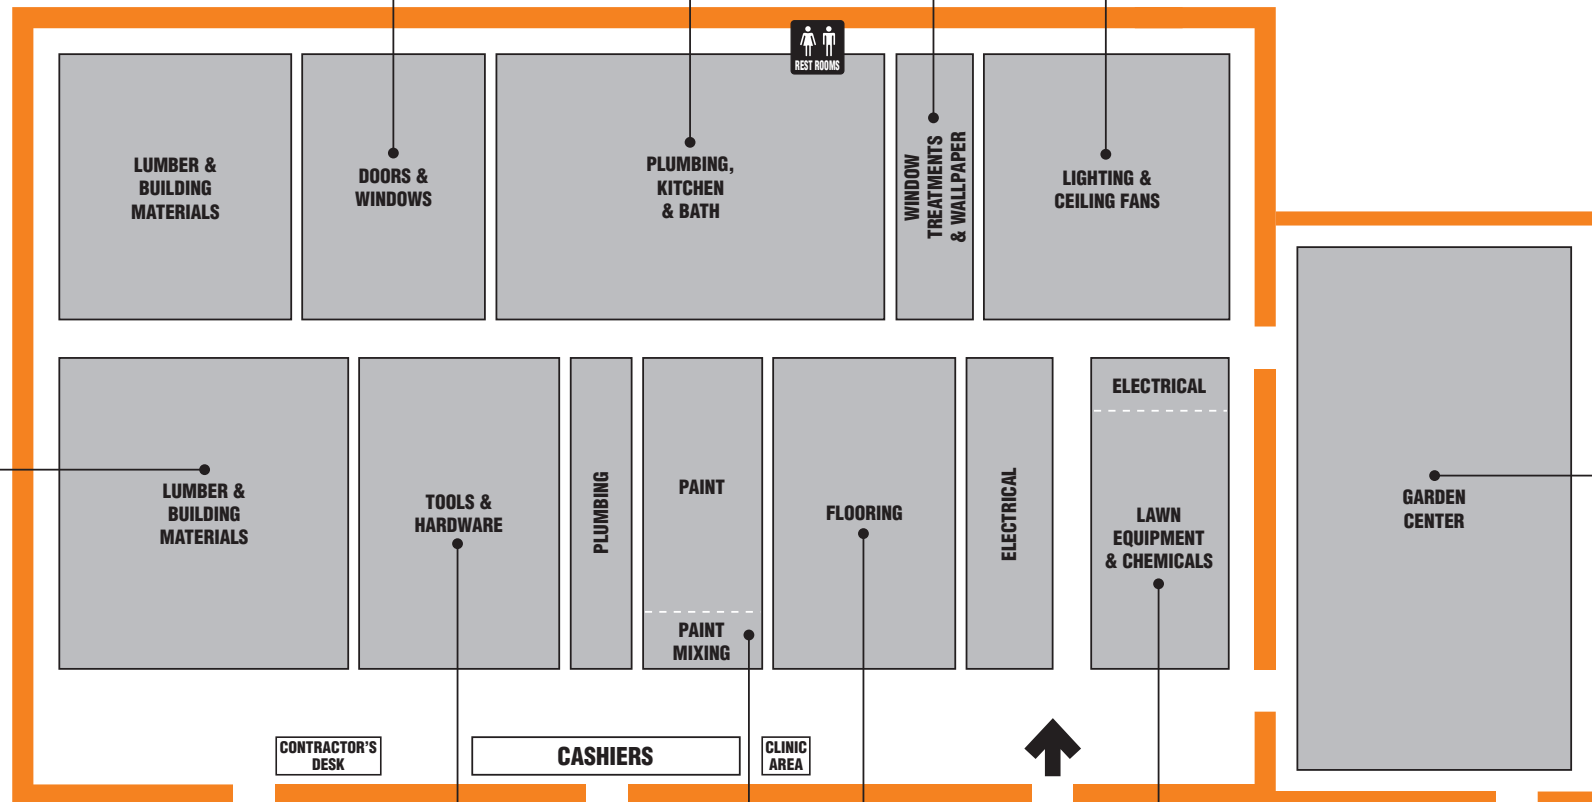 REST ROOMS
LUMBER &
BUILDING
MATERIALS
DOORS &
WINDOWS
PLUMBING,
KITCHEN
& BATH
WINDOW
TREATMENTS
& WALLPAPER
LIGHTING &
CEILING FANS
LUMBER &
BUILDING
MATERIALS
TOOLS &
HARDWARE
PLUMBING
PAINT
PAINT
MIXING
FLOORING
ELECTRICAL
ELECTRICAL
LAWN
EQUIPMENT
& CHEMICALS
GARDEN
CENTER
CONTRACTOR'S
DESK
CASHIERS
CLINIC
AREA